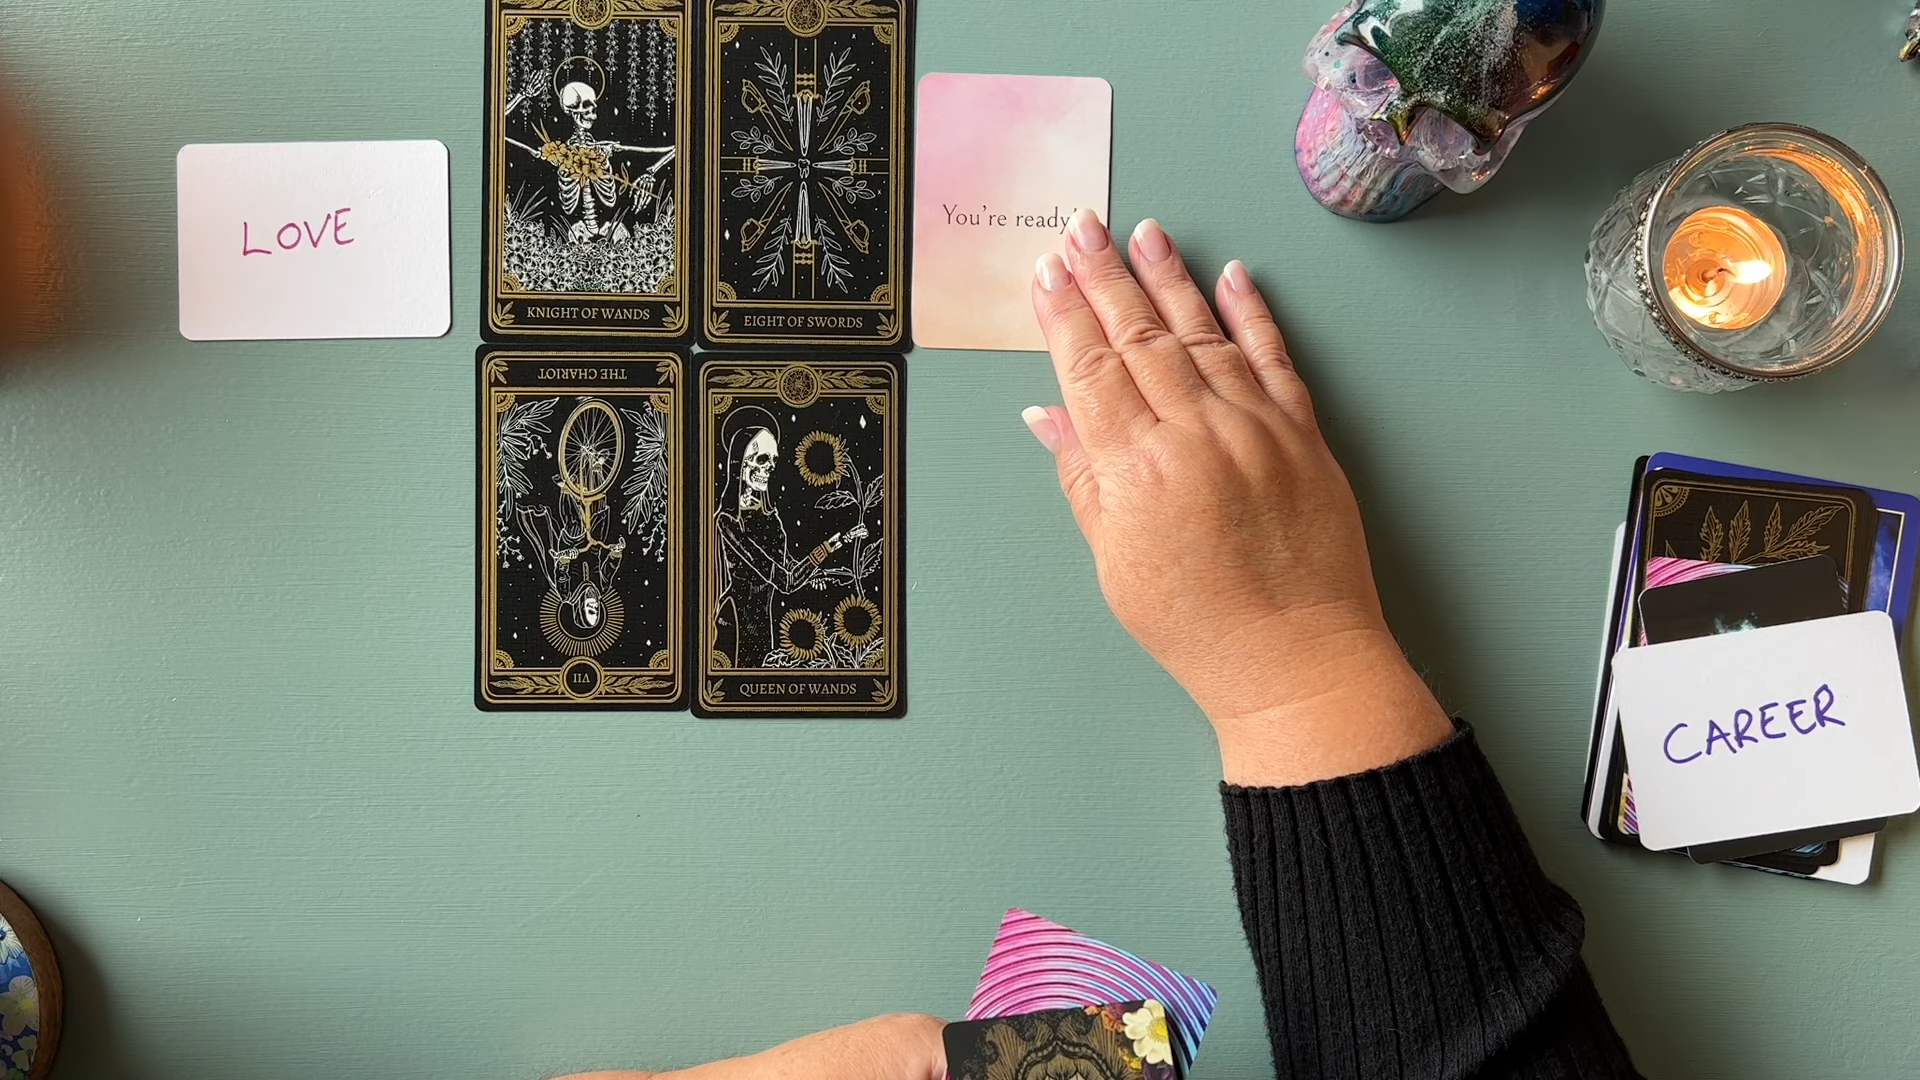 LOVE
KNIGHT OF WANDS
EIGHT OF SWORDS
You're ready!
THE CHARIOT
VII
QUEEN OF WANDS
CAREER